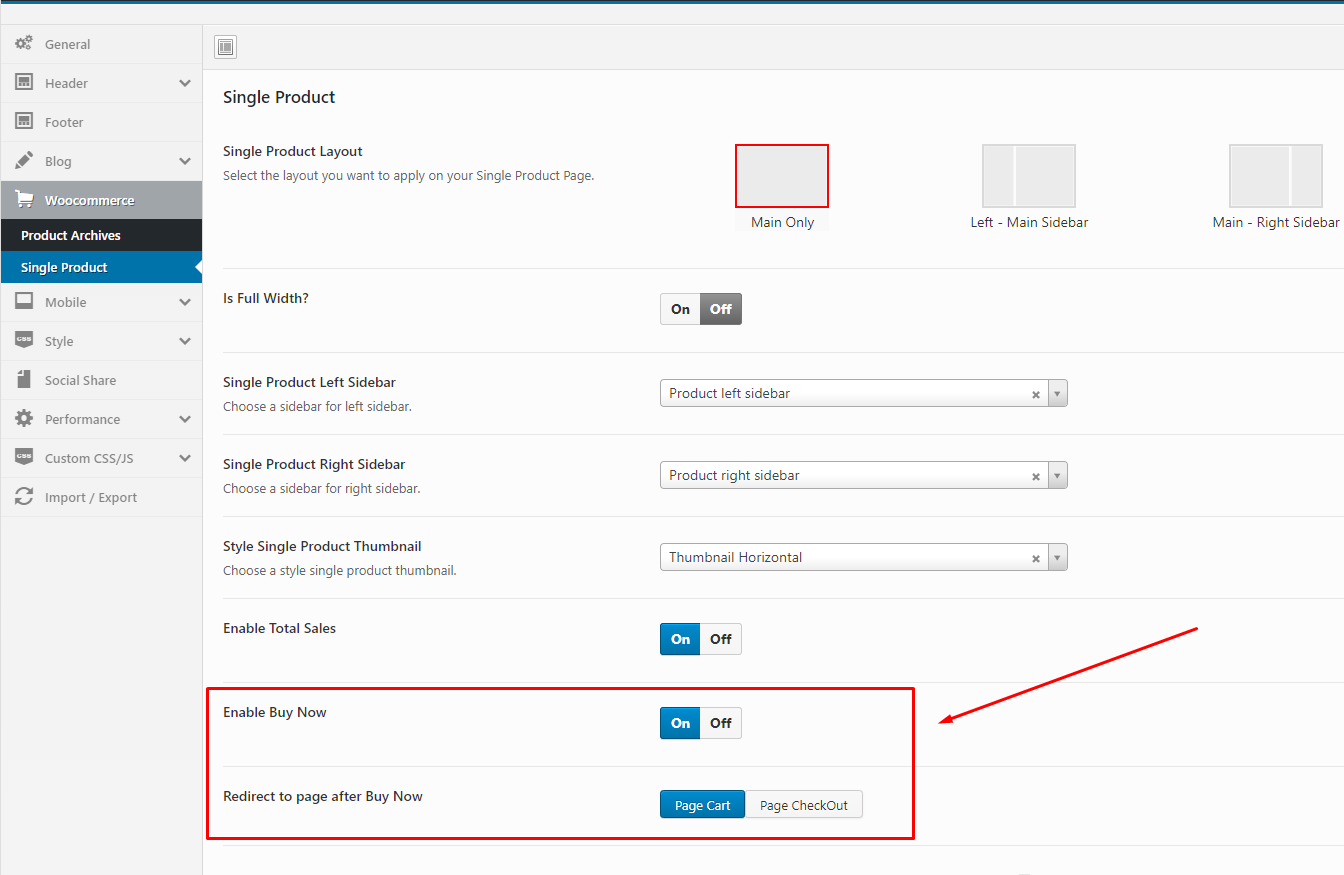 General
Header
Footer
Blog
Woocommerce
Product Archives
Single Product
Mobile
CSS
Style
Social Share
Performance
CSS
Custom CSS/JS
Import / Export
Single Product
Single Product Layout
Select the layout you want to apply on your Single Product Page.
Main Only
Left - Main Sidebar
Main - Right Sidebar
Is Full Width?
On Off
Single Product Left Sidebar
Choose a sidebar for left sidebar.
Product left sidebar
Single Product Right Sidebar
Choose a sidebar for right sidebar.
Product right sidebar
Style Single Product Thumbnail
Choose a style single product thumbnail.
Thumbnail Horizontal
Enable Total Sales
On Off
Enable Buy Now
On Off
Redirect to page after Buy Now
Page Cart Page CheckOut